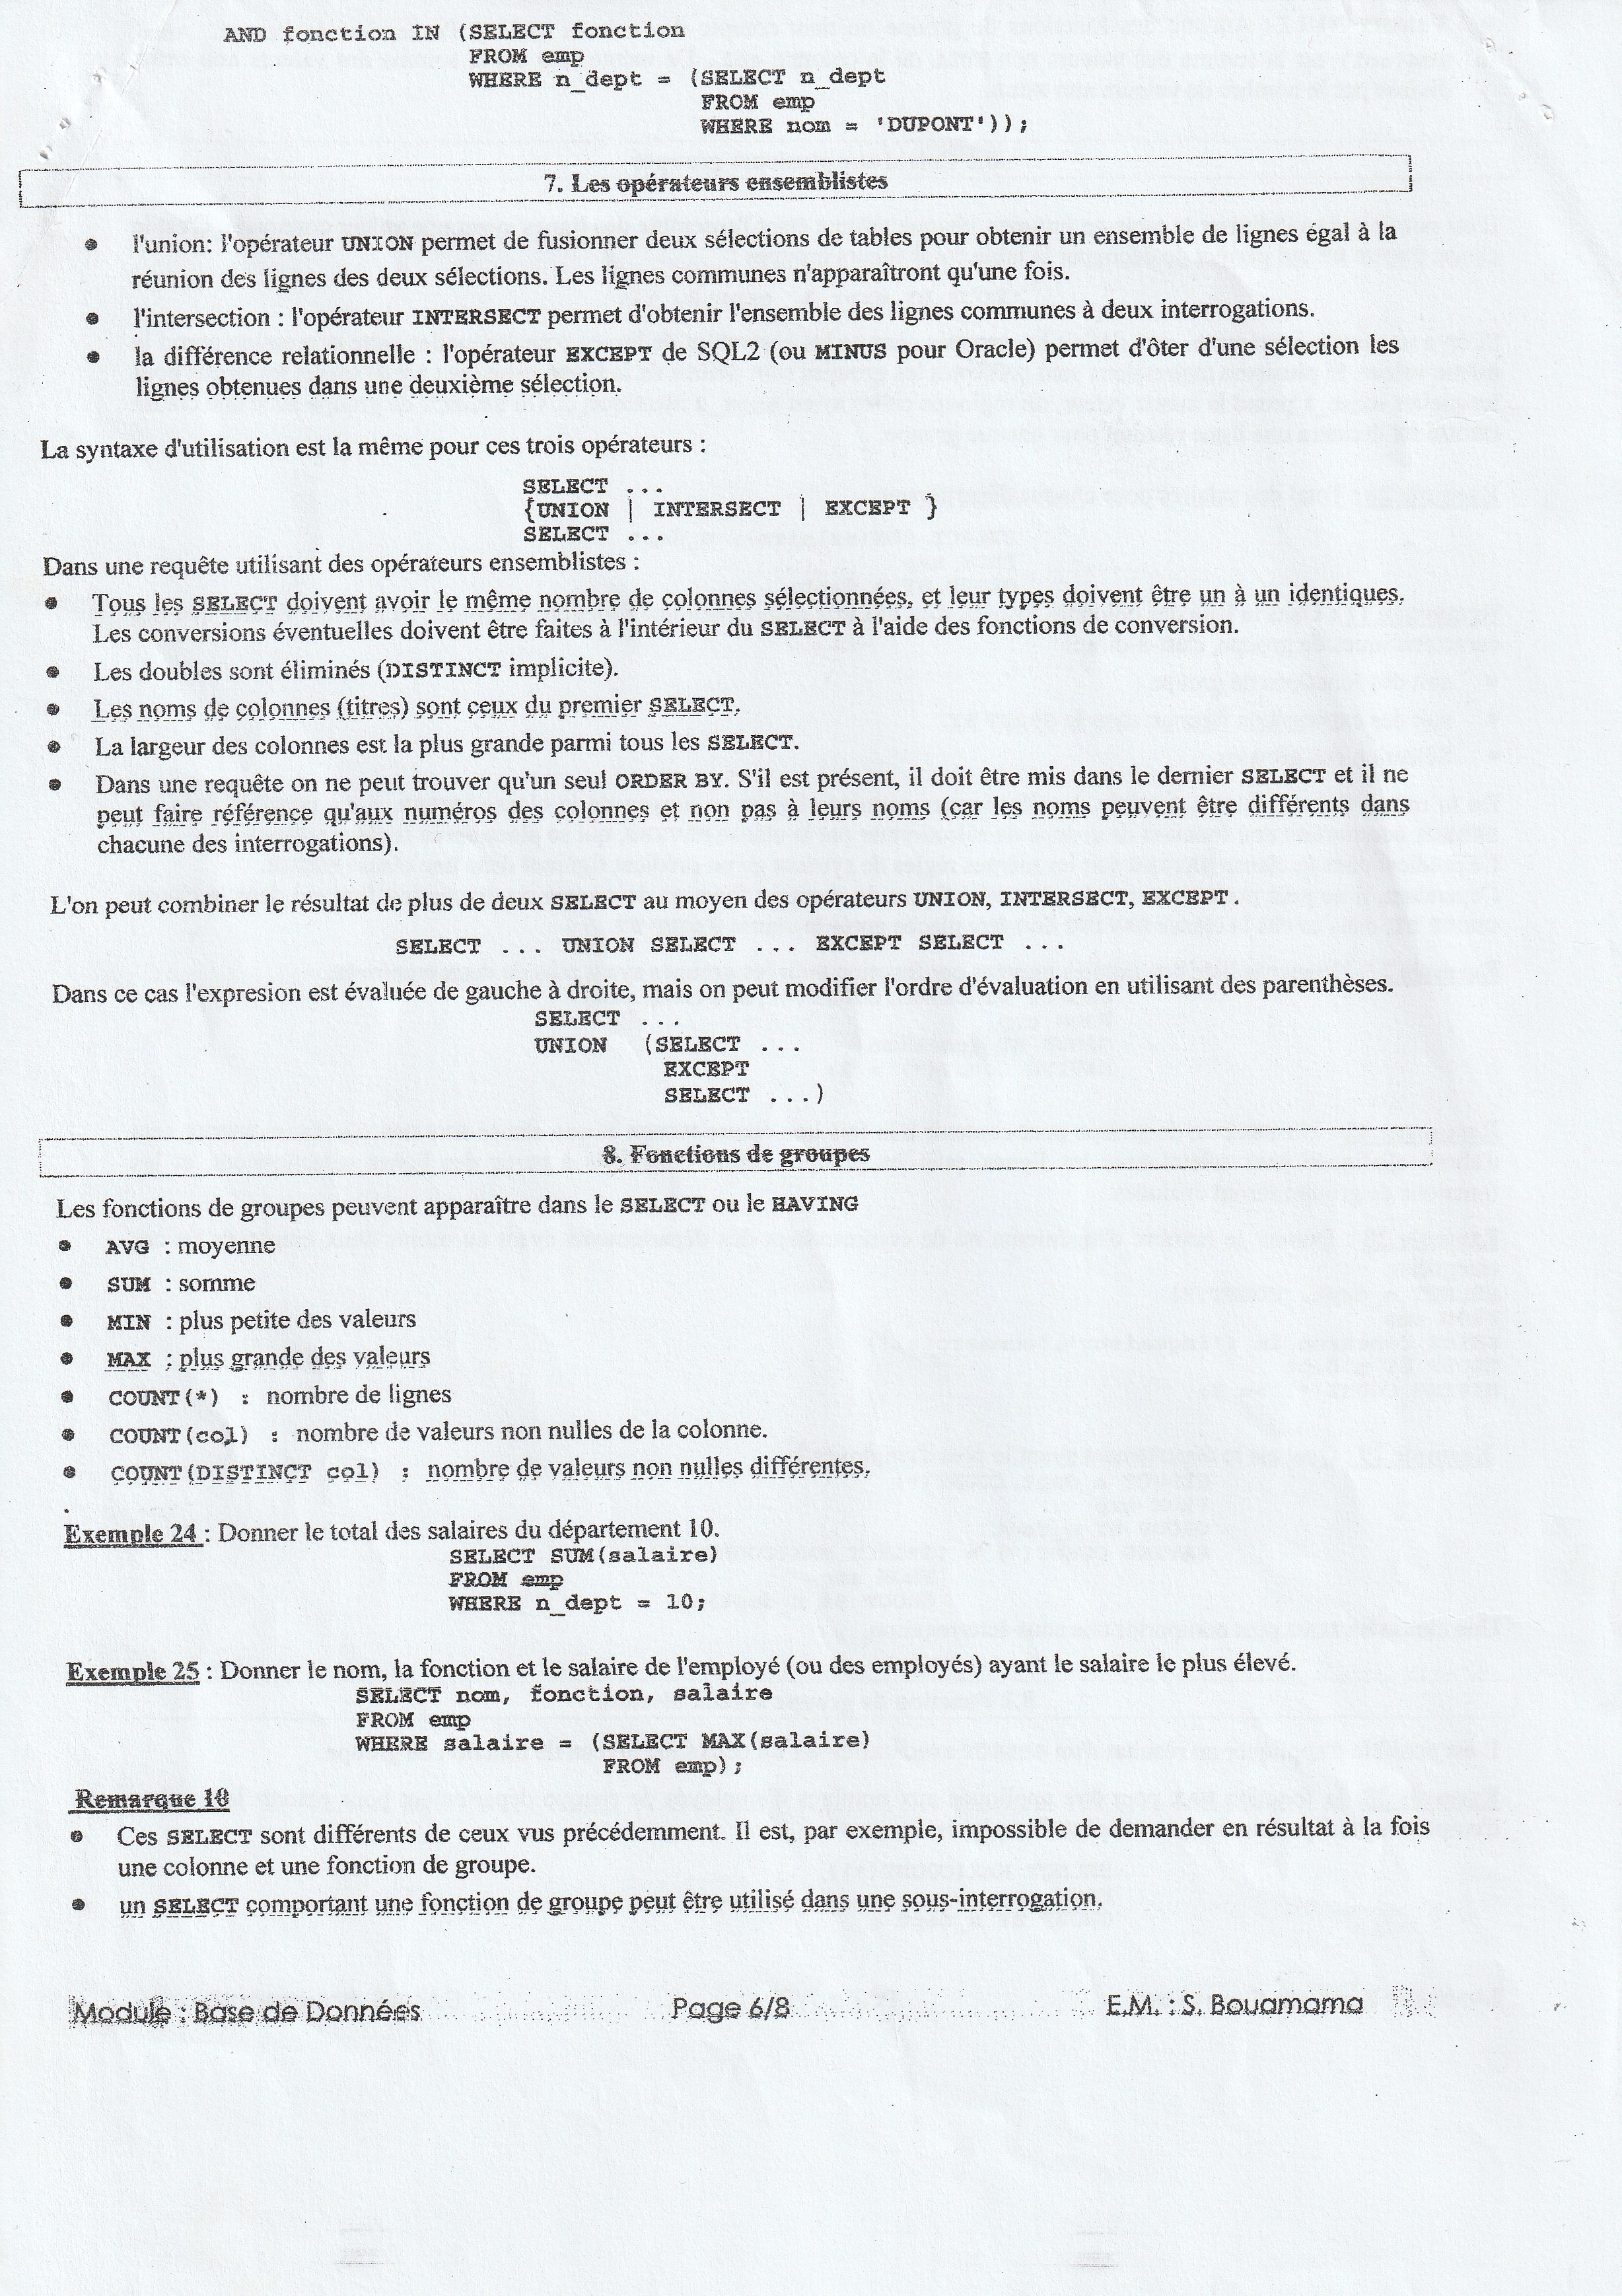 AND fonction IN (SELECT fonction
FROM emp
WHERE n_dept = (SELECT n_dept
FROM emp
WHERE nom = 'DUPONT'));
7. Les opérateurs ensemblistes
• l'union: l'opérateur UNION permet de fusionner deux sélections de tables pour obtenir un ensemble de lignes égal à la
réunion des lignes des deux sélections. Les lignes communes n'apparaîtront qu'une fois.
• l'intersection : l'opérateur INTERSECT permet d'obtenir l'ensemble des lignes communes à deux interrogations.
• la différence relationnelle : l'opérateur EXCEPT de SQL2 (ou MINUS pour Oracle) permet d'ôter d'une sélection les
lignes obtenues dans une deuxième sélection.
La syntaxe d'utilisation est la même pour ces trois opérateurs :
SELECT ...
{UNION | INTERSECT | EXCEPT }
SELECT ...
Dans une requête utilisant des opérateurs ensemblistes :
• Tous les SELECT doivent avoir le même nombre de colonnes sélectionnées, et leur types doivent être un à un identiques.
Les conversions éventuelles doivent être faites à l'intérieur du SELECT à l'aide des fonctions de conversion.
• Les doubles sont éliminés (DISTINCT implicite).
• Les noms de colonnes (titres) sont ceux du premier SELECT.
• La largeur des colonnes est la plus grande parmi tous les SELECT.
• Dans une requête on ne peut trouver qu'un seul ORDER BY. S'il est présent, il doit être mis dans le dernier SELECT et il ne
peut faire référence qu'aux numéros des colonnes et non pas à leurs noms (car les noms peuvent être différents dans
chacune des interrogations).
L'on peut combiner le résultat de plus de deux SELECT au moyen des opérateurs UNION, INTERSECT, EXCEPT.
SELECT ... UNION SELECT ... EXCEPT SELECT ...
Dans ce cas l'expresion est évaluée de gauche à droite, mais on peut modifier l'ordre d'évaluation en utilisant des parenthèses.
SELECT ...
UNION (SELECT ...
EXCEPT
SELECT ...)
8. Fonctions de groupes
Les fonctions de groupes peuvent apparaître dans le SELECT ou le HAVING
• AVG : moyenne
• SUM : somme
• MIN : plus petite des valeurs
• MAX : plus grande des valeurs
• COUNT(*) : nombre de lignes
• COUNT(col) : nombre de valeurs non nulles de la colonne.
• COUNT(DISTINCT col) : nombre de valeurs non nulles différentes.
Exemple 24 : Donner le total des salaires du département 10.
SELECT SUM(salaire)
FROM emp
WHERE n_dept = 10;
Exemple 25 : Donner le nom, la fonction et le salaire de l'employé (ou des employés) ayant le salaire le plus élevé.
SELECT nom, fonction, salaire
FROM emp
WHERE salaire = (SELECT MAX(salaire)
FROM emp);
Remarque 10
• Ces SELECT sont différents de ceux vus précédemment. Il est, par exemple, impossible de demander en résultat à la fois
une colonne et une fonction de groupe.
• un SELECT comportant une fonction de groupe peut être utilisé dans une sous-interrogation.
Module : Base de Données Page 6/8 E.M. : S. Bouamama